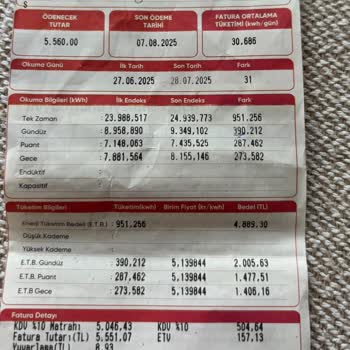 ÖDENECEK TUTAR
5.560.00
SON ÖDEME TARİHİ
07.08.2025
FATURA ORTALAMA TÜKETİMİ (kwh/gün)
30.686
Okuma Günü İlk Tarih Son Tarih Fark
27.06.2025 28.07.2025 31
Okuma Bilgileri (kWh) İlk Endeks Son Endeks Fark
Tek Zaman : 23.988,517 24.939,773 951.256
Gündüz : 8.958,890 9.349,102 390.212
Puant : 7.148,063 7.435,525 287.462
Gece : 7.881,564 8.155,146 273,582
Endüktif :
Kapasitif :
Tüketim Bilgileri Tüketim(kwh) Birim Fiyat (kr/kwh) Bedel (TL)
Enerji Tüketim Bedeli (E.T.B.) : 951,256 4,889.30
Düşük Kademe :
Yüksek Kademe :
E.T.B. Gündüz : 390,212 5,139844 2,005.63
E.T.B. Puant : 287,462 5,139844 1,477.51
E.T.B Gece : 273,582 5,139844 1,406.16
Fatura Detayı
KDV %10 Matrahı 5,046,43 KDV %10 504,64
Fatura Tutarı(TL) 5,551,07 ETV 157.13
Yuvarlama(TL) 8,93